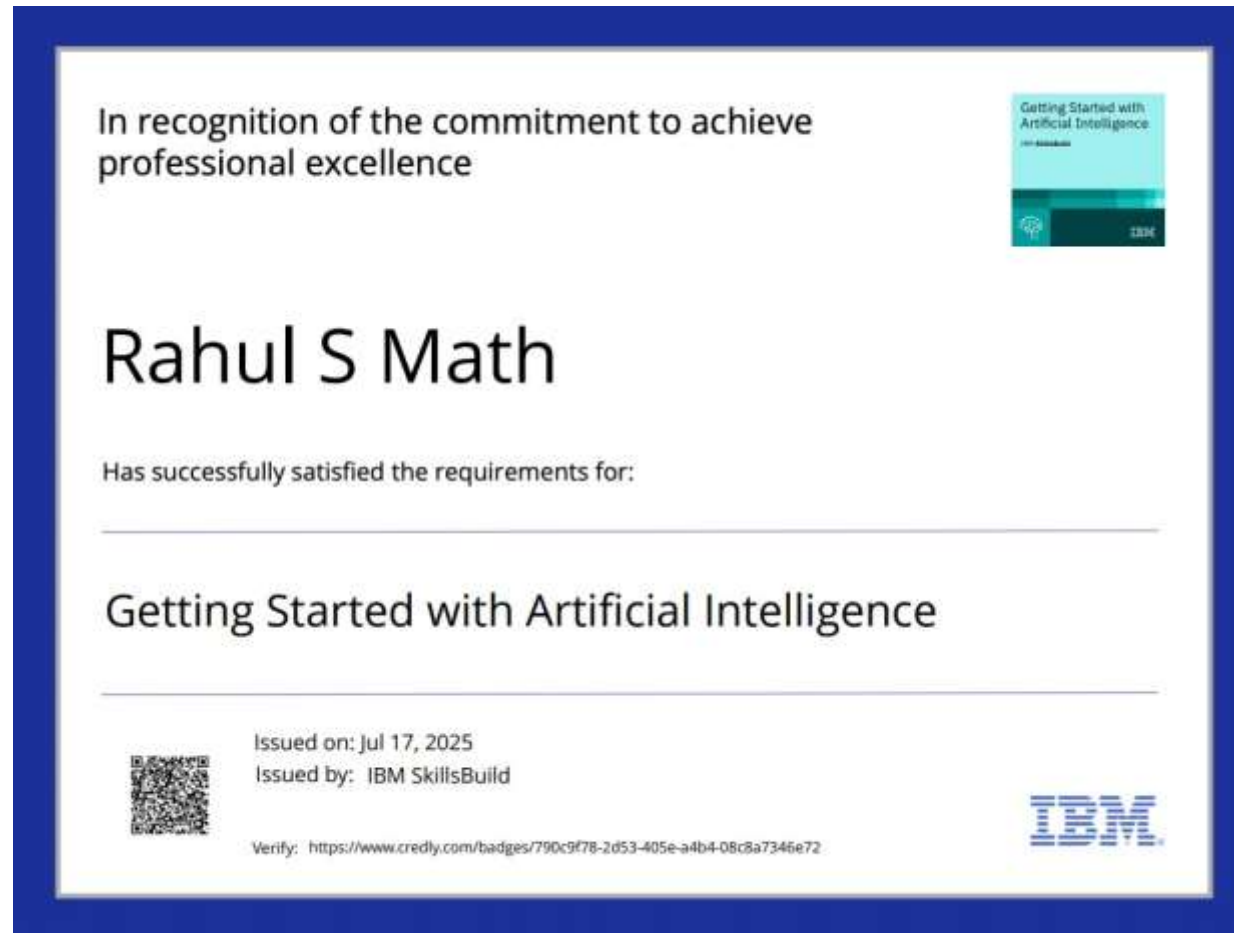 In recognition of the commitment to achieve
professional excellence
Getting Started with
Artificial Intelligence
IBM SkillsBuild
IBM
Rahul S Math
Has successfully satisfied the requirements for:
Getting Started with Artificial Intelligence
Issued on: Jul 17, 2025
Issued by: IBM SkillsBuild
Verify: https://www.credly.com/badges/790c9f78-2d53-405e-a4b4-08c8a7346e72
IBM